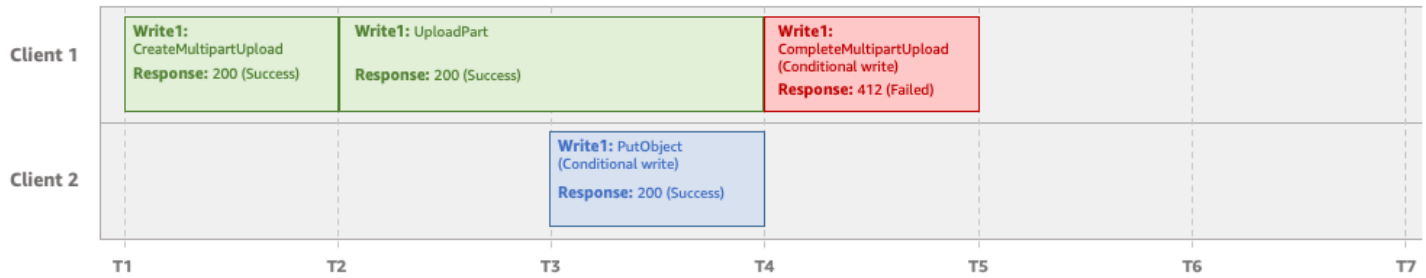 Client 1
Write1:
CreateMultipartUpload
Response: 200 (Success)
Write1: UploadPart
Response: 200 (Success)
Write1:
CompleteMultipartUpload
(Conditional write)
Response: 412 (Failed)
Client 2
Write1: PutObject
(Conditional write)
Response: 200 (Success)
T1 T2 T3 T4 T5 T6 T7